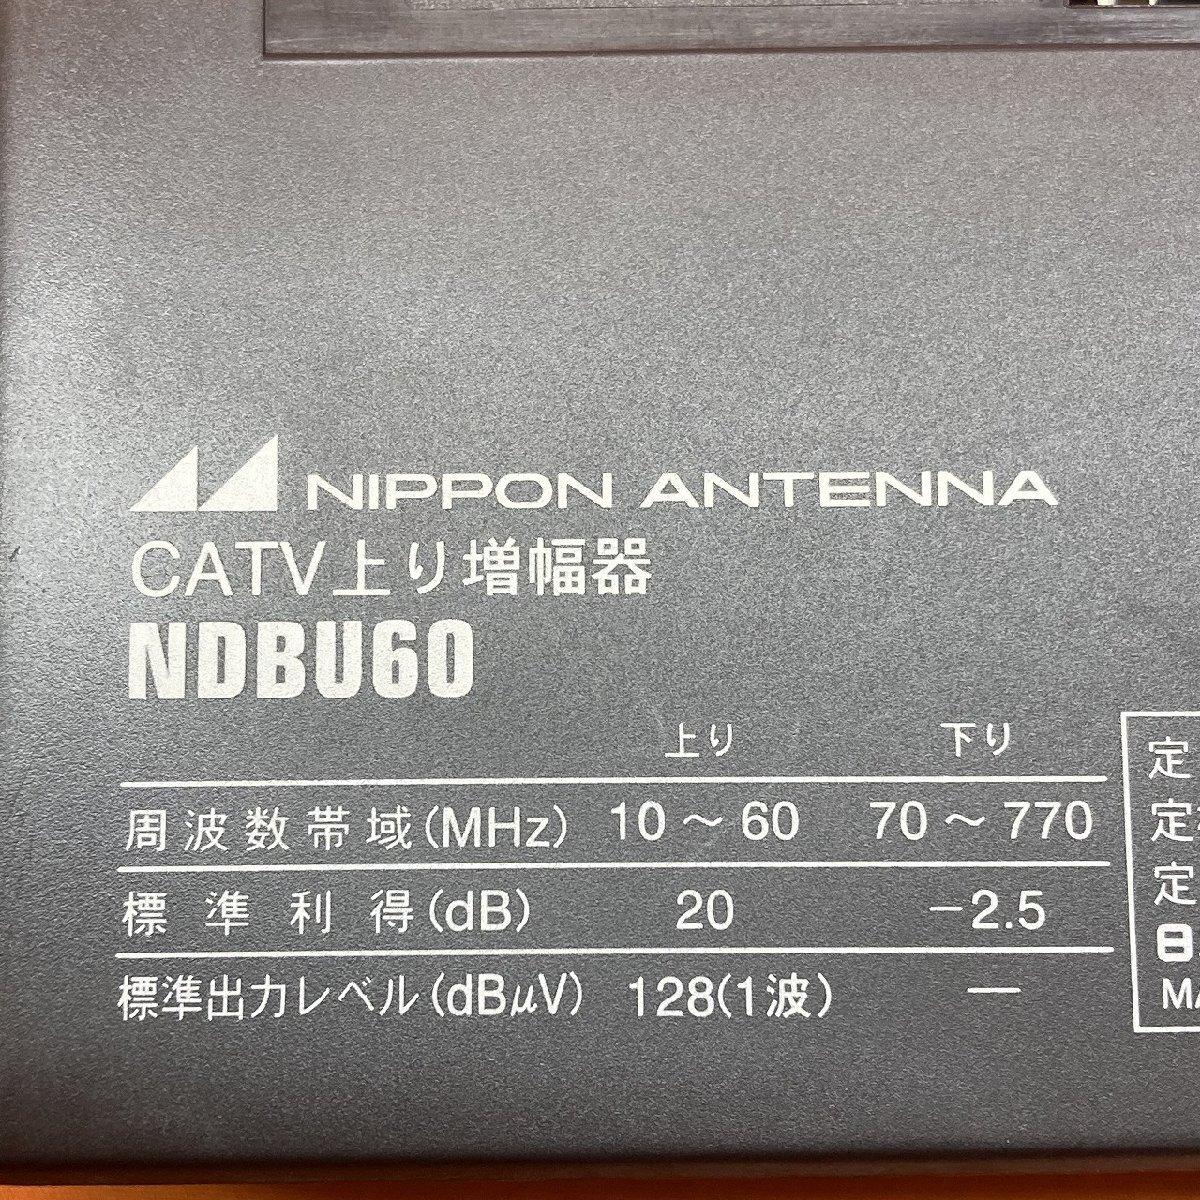 NIPPON ANTENNA
CATV上り増幅器
NDBU60
上り 下り
周波数帯域(MHz) 10～60 70～770
標準利得(dB) 20 −2.5
標準出力レベル(dBμV) 128(1波) —
定
定
定
日
MA